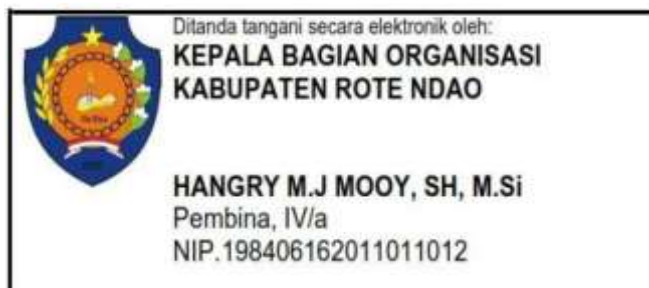 Ditanda tangani secara elektronik oleh:
KEPALA BAGIAN ORGANISASI
KABUPATEN ROTE NDAO
HANGRY M.J MOOY, SH, M.Si
Pembina, IV/a
NIP.198406162011011012